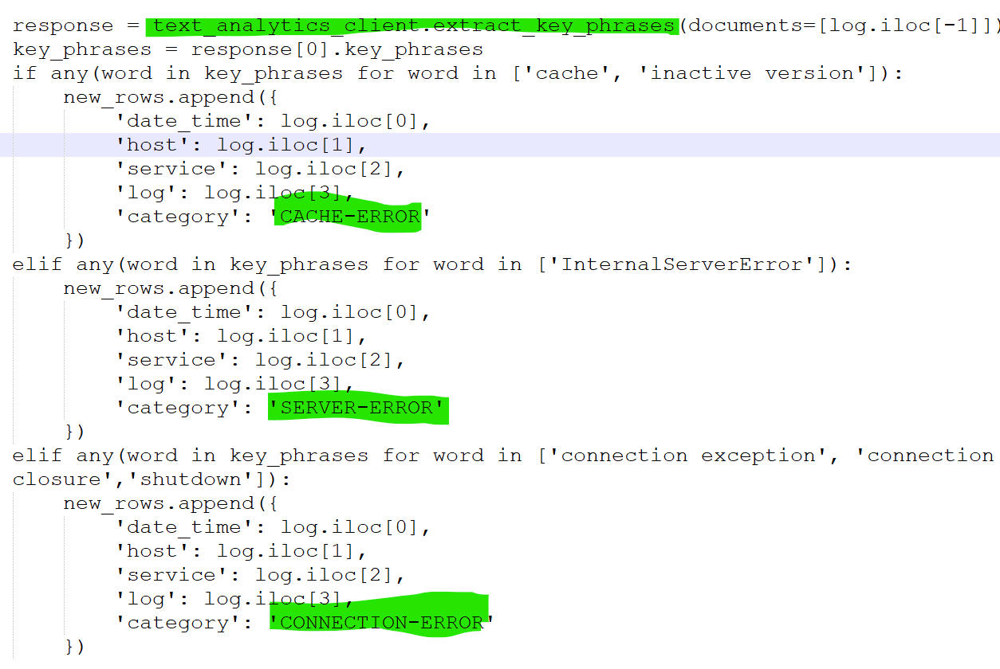 response = text_analytics_client.extract_key_phrases(documents=[log.iloc[-1]])
key_phrases = response[0].key_phrases
if any(word in key_phrases for word in ['cache', 'inactive version']):
    new_rows.append({
        'date_time': log.iloc[0],
        'host': log.iloc[1],
        'service': log.iloc[2],
        'log': log.iloc[3],
        'category': 'CACHE-ERROR'
    })
elif any(word in key_phrases for word in ['InternalServerError']):
    new_rows.append({
        'date_time': log.iloc[0],
        'host': log.iloc[1],
        'service': log.iloc[2],
        'log': log.iloc[3],
        'category': 'SERVER-ERROR'
    })
elif any(word in key_phrases for word in ['connection exception', 'connection
closure','shutdown']):
    new_rows.append({
        'date_time': log.iloc[0],
        'host': log.iloc[1],
        'service': log.iloc[2],
        'log': log.iloc[3],
        'category': 'CONNECTION-ERROR'
    })